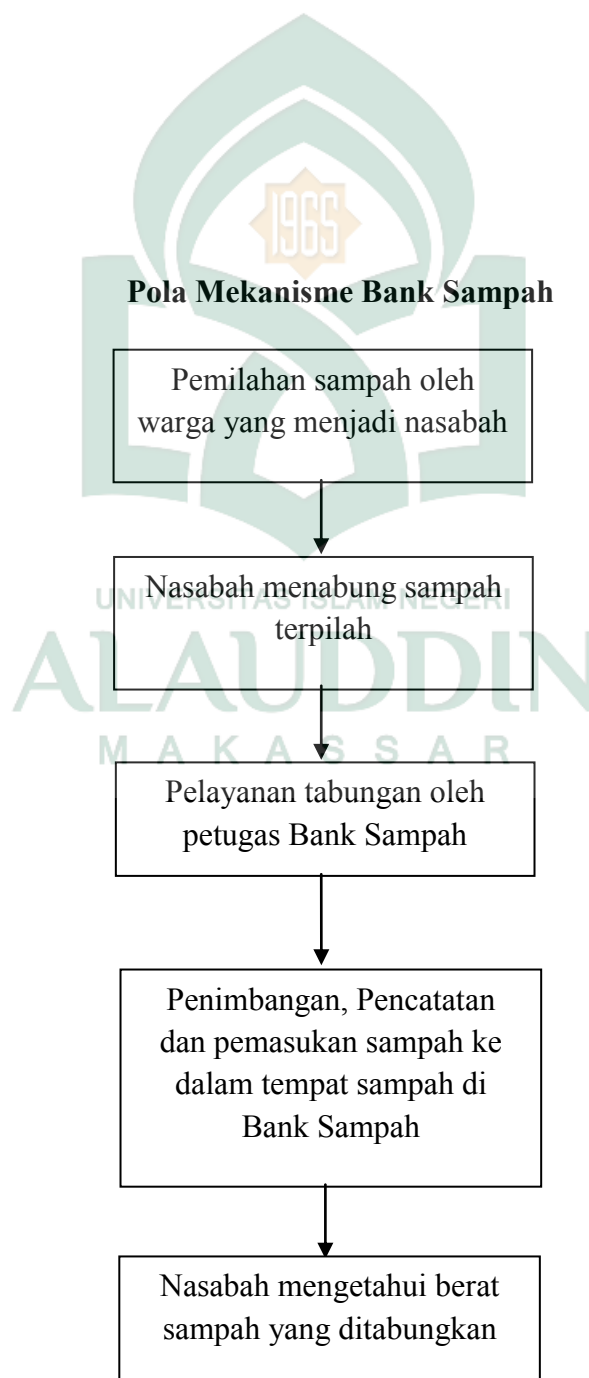 1965
Pola Mekanisme Bank Sampah
Pemilahan sampah oleh
warga yang menjadi nasabah
Nasabah menabung sampah
terpilah
UNIVERSITAS ISLAM NEGERI
ALAUDDIN
MAKASSAR
Pelayanan tabungan oleh
petugas Bank Sampah
Penimbangan, Pencatatan
dan pemasukan sampah ke
dalam tempat sampah di
Bank Sampah
Nasabah mengetahui berat
sampah yang ditabungkan